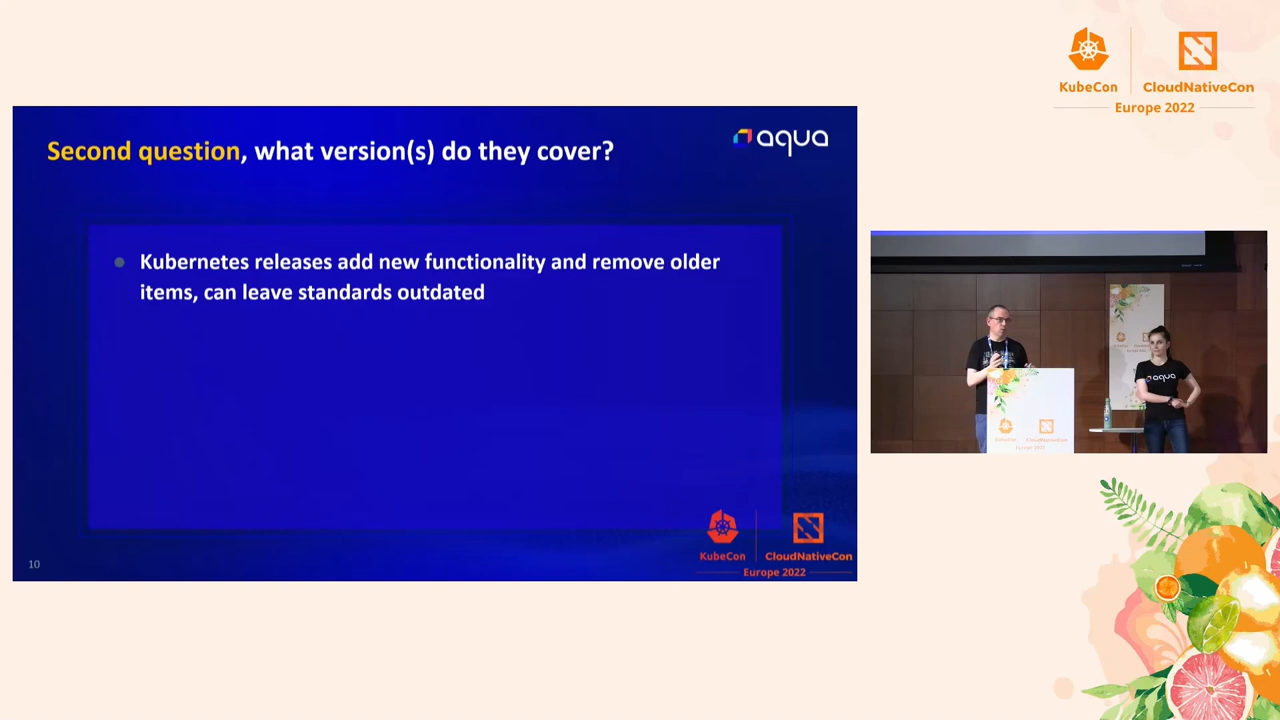 KubeCon
CloudNativeCon
Europe 2022
Second question, what version(s) do they cover?
aqua
Kubernetes releases add new functionality and remove older
items, can leave standards outdated
KubeCon
CloudNativeCon
Europe 2022
10
aqua